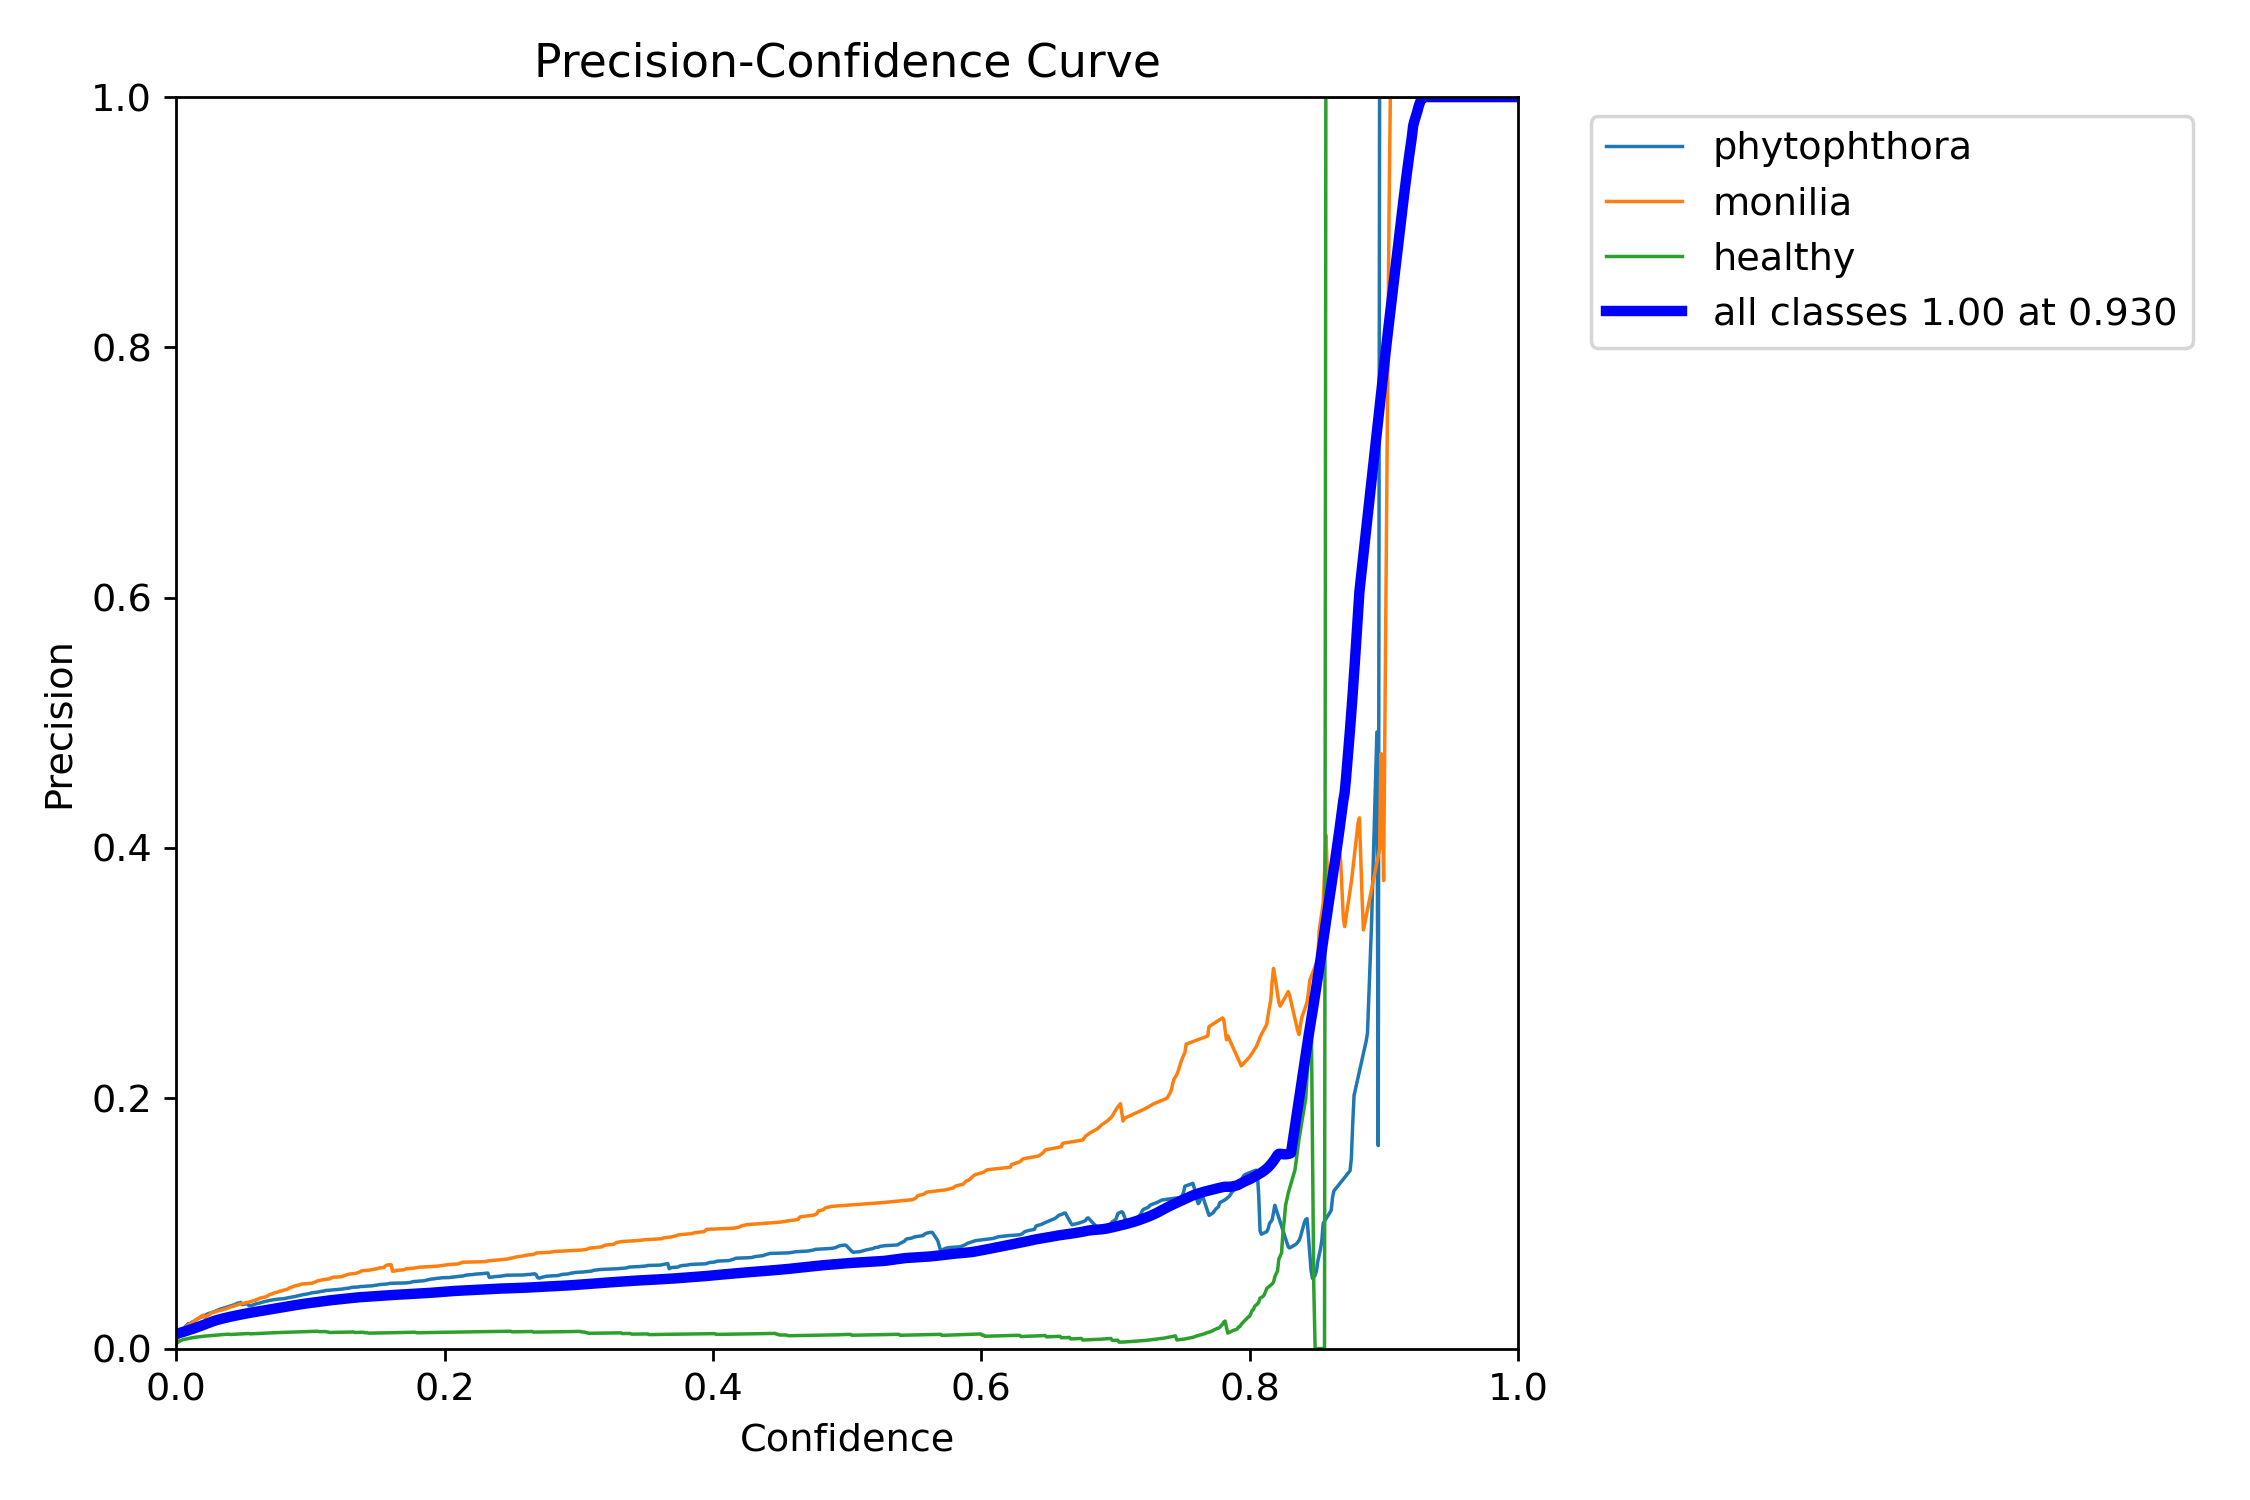 Precision-Confidence Curve
1.0
0.8
0.6
0.4
0.2
0.0
Precision
0.0 0.2 0.4 0.6 0.8 1.0
Confidence
phytophthora
monilia
healthy
all classes 1.00 at 0.930